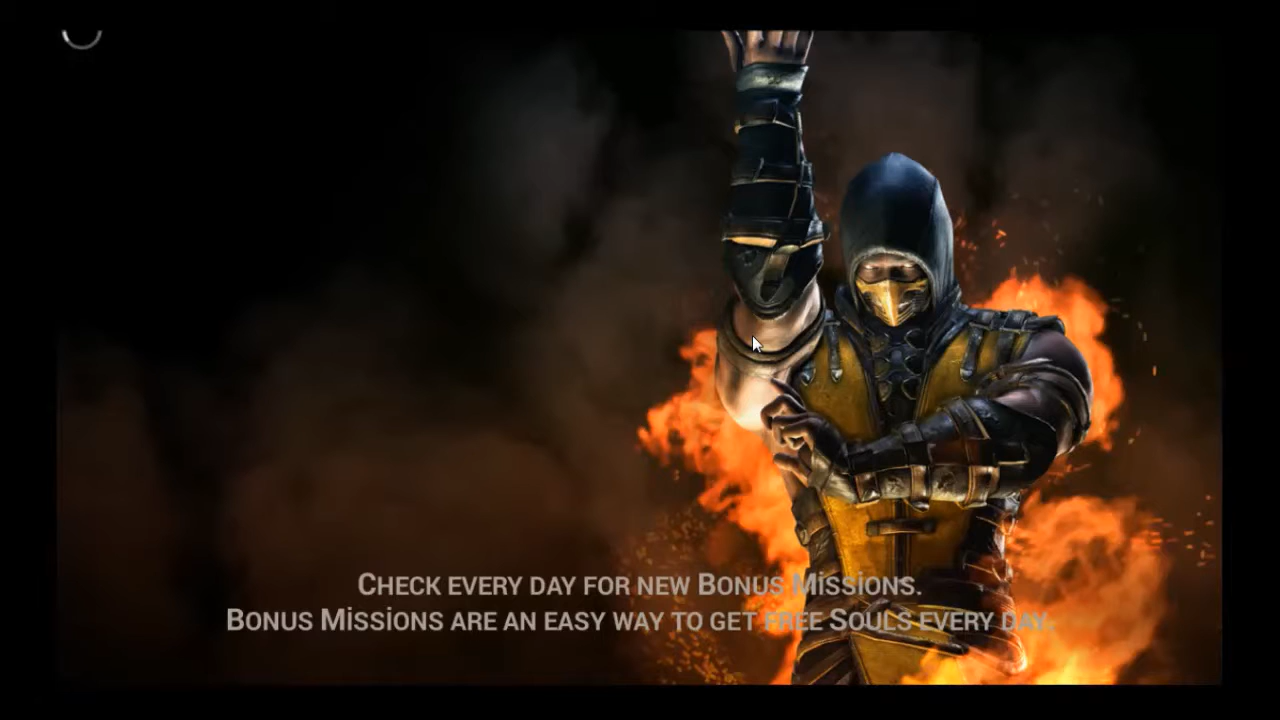 Check every day for new Bonus Missions.
Bonus Missions are an easy way to get free Souls every day.